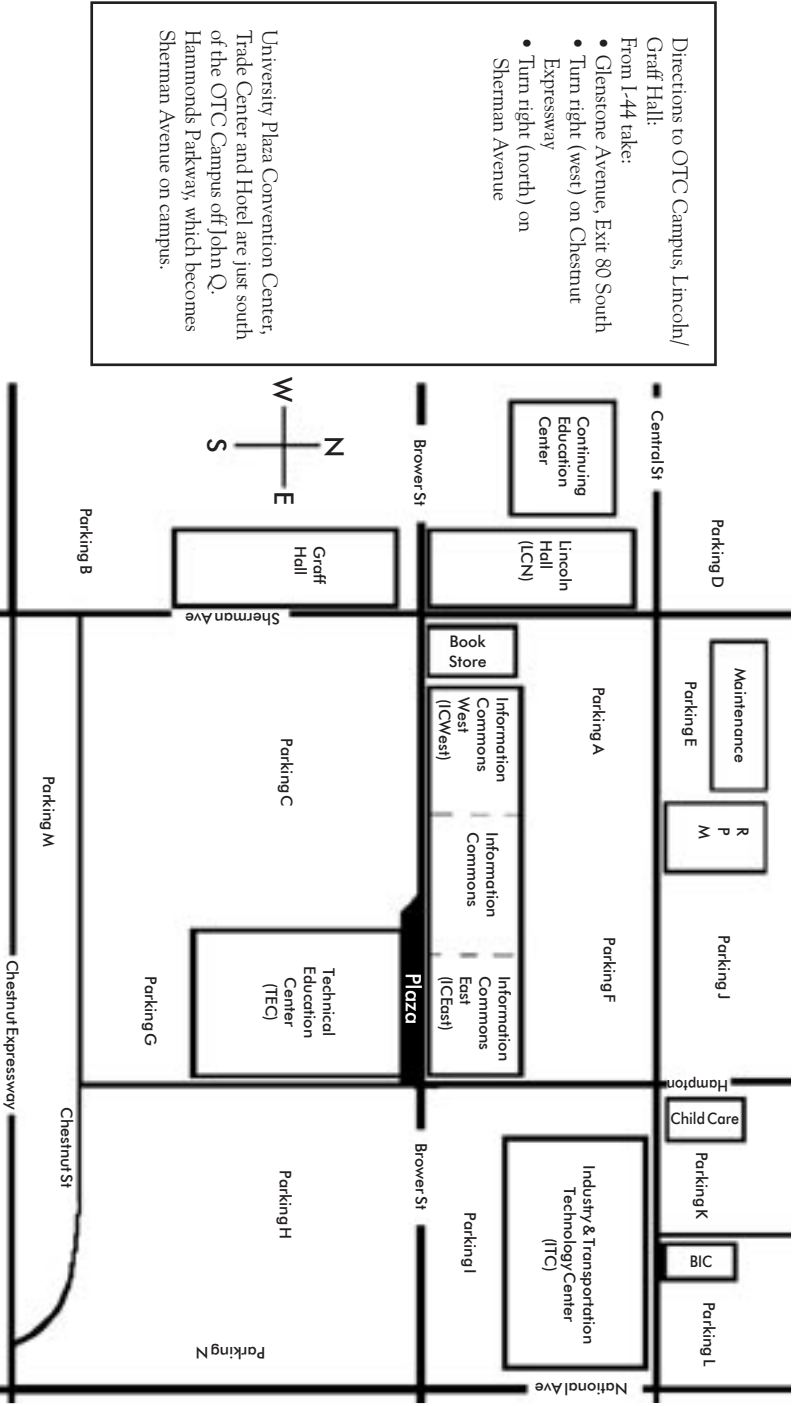 Directions to OTC Campus, Lincoln/
Graff Hall:
From I-44 take:
• Glenstone Avenue, Exit 80 South
• Turn right (west) on Chestnut
Expressway
• Turn right (north) on
Sherman Avenue
University Plaza Convention Center,
Trade Center and Hotel are just south
of the OTC Campus off John Q.
Hammonds Parkway, which becomes
Sherman Avenue on campus.
Parking D
Maintenance
Parking E
R
P
M
Parking J
Hampton
Child Care
Parking K
BIC
Parking L
Central St
Continuing
Education
Center
Lincoln
Hall
(LCN)
Parking A
Parking F
Book
Store
Information
Commons
West
(ICWest)
Information
Commons
Information
Commons
East
(ICEast)
Industry & Transportation
Technology Center
(ITC)
Parking I
National Ave
Brower St
Plaza
Brower St
N
W
E
S
Graff
Hall
Sherman Ave
Parking C
Technical
Education
Center
(TEC)
Parking H
Parking N
Parking B
Parking G
Parking M
Chestnut St
Chestnut Expressway